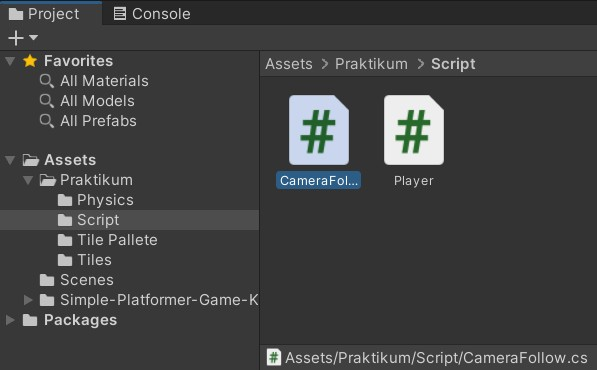 Project
Console
Favorites
All Materials
All Models
All Prefabs
Assets
Praktikum
Physics
Script
Tile Pallete
Tiles
Scenes
Simple-Platformer-Game-K
Packages
Assets > Praktikum > Script
CameraFol...
Player
Assets/Praktikum/Script/CameraFollow.cs